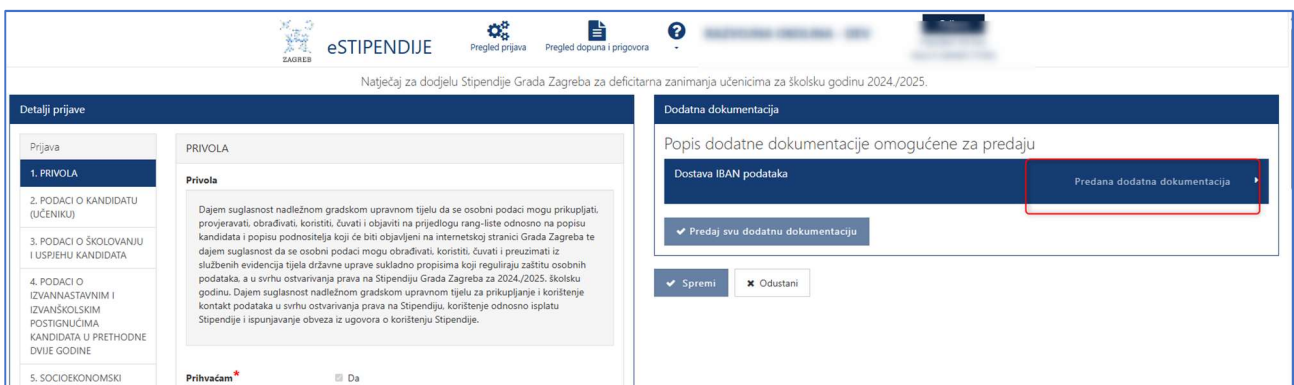 ZAGREB
eSTIPENDIJE
Pregled prijava
Pregled dopuna i prigovora
Natječaj za dodjelu Stipendije Grada Zagreba za deficitarna zanimanja učenicima za školsku godinu 2024./2025.
Detalji prijave
Prijava
1. PRIVOLA
2. PODACI O KANDIDATU
(UČENIKU)
3. PODACI O ŠKOLOVANJU
I USPJEHU KANDIDATA
4. PODACI O
IZVANNASTAVNIM I
IZVANŠKOLSKIM
POSTIGNUĆIMA
KANDIDATA U PRETHODNE
DVIJE GODINE
5. SOCIOEKONOMSKI
PRIVOLA
Privola
Dajem suglasnost nadležnom gradskom upravnom tijelu da se osobni podaci mogu prikupljati,
provjeravati, obrađivati, koristiti, čuvati i objaviti na prijedlogu rang-liste odnosno na popisu
kandidata i popisu podnositelja koji će biti objavljeni na internetskoj stranici Grada Zagreba te
dajem suglasnost da se osobni podaci mogu obrađivati, koristiti, čuvati i preuzimati iz
službenih evidencija tijela državne uprave sukladno propisima koji reguliraju zaštitu osobnih
podataka, a u svrhu ostvarivanja prava na Stipendiju Grada Zagreba za 2024./2025. školsku
godinu. Dajem suglasnost nadležnom gradskom upravnom tijelu za prikupljanje i korištenje
kontakt podataka u svrhu ostvarivanja prava na Stipendiju, korištenje odnosno isplatu
Stipendije i ispunjavanje obveza iz ugovora o korištenju Stipendije.
Prihvaćam*
Da
Dodatna dokumentacija
Popis dodatne dokumentacije omogućene za predaju
Dostava IBAN podataka
Predana dodatna dokumentacija
Predaj svu dodatnu dokumentaciju
Spremi
Odustani